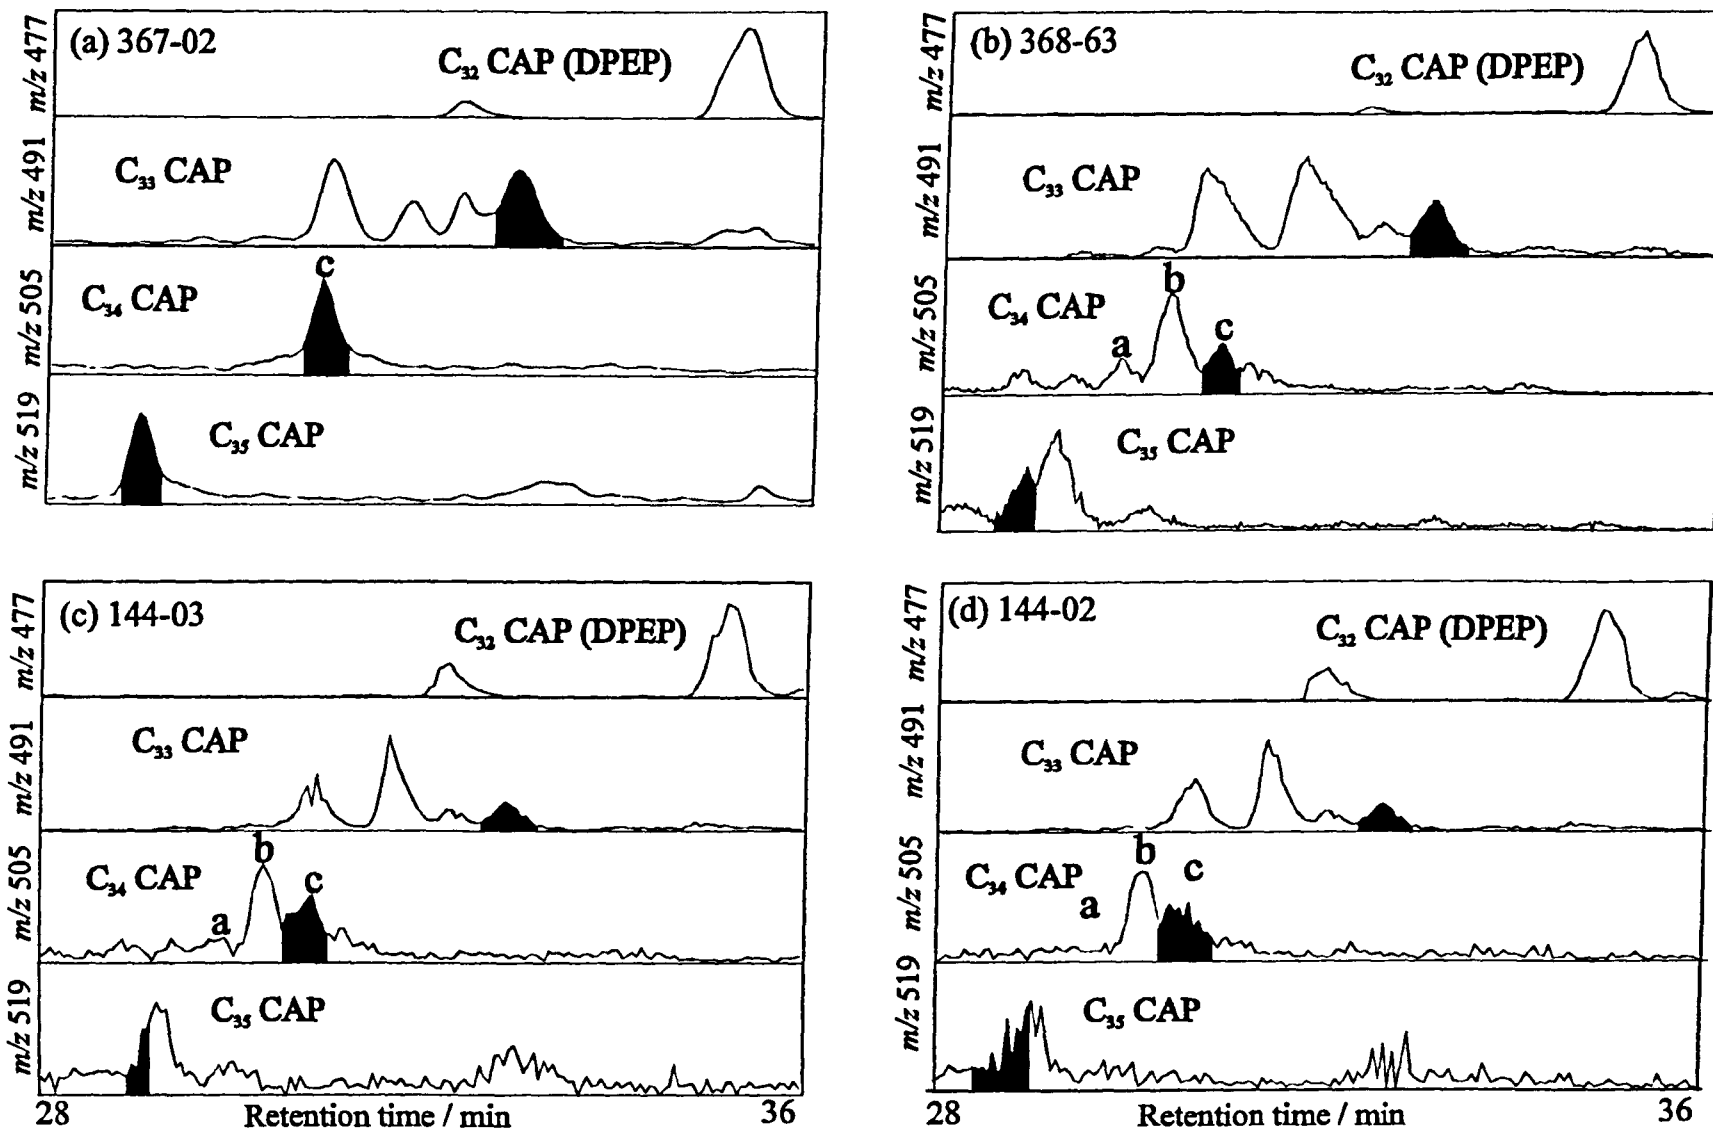 (a) 367-02
m/z 477
C₃₂ CAP (DPEP)
m/z 491
C₃₃ CAP
m/z 505
C₃₄ CAP
c
m/z 519
C₃₅ CAP
(b) 368-63
m/z 477
C₃₂ CAP (DPEP)
m/z 491
C₃₃ CAP
m/z 505
C₃₄ CAP
a
b
c
m/z 519
C₃₅ CAP
(c) 144-03
m/z 477
C₃₂ CAP (DPEP)
m/z 491
C₃₃ CAP
m/z 505
C₃₄ CAP
a
b
c
m/z 519
C₃₅ CAP
28
Retention time / min
36
(d) 144-02
m/z 477
C₃₂ CAP (DPEP)
m/z 491
C₃₃ CAP
m/z 505
C₃₄ CAP
a
b
c
m/z 519
C₃₅ CAP
28
Retention time / min
36